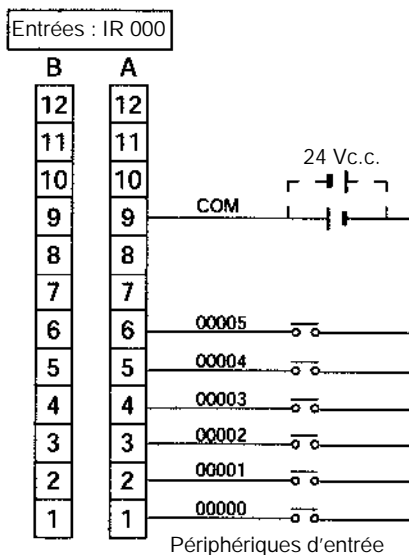 Entrées : IR 000
B A
12 12
11 11
10 10
24 Vc.c.
9 9 COM
8 8
7 7
6 6 00005
5 5 00004
4 4 00003
3 3 00002
2 2 00001
1 1 00000
Périphériques d'entrée